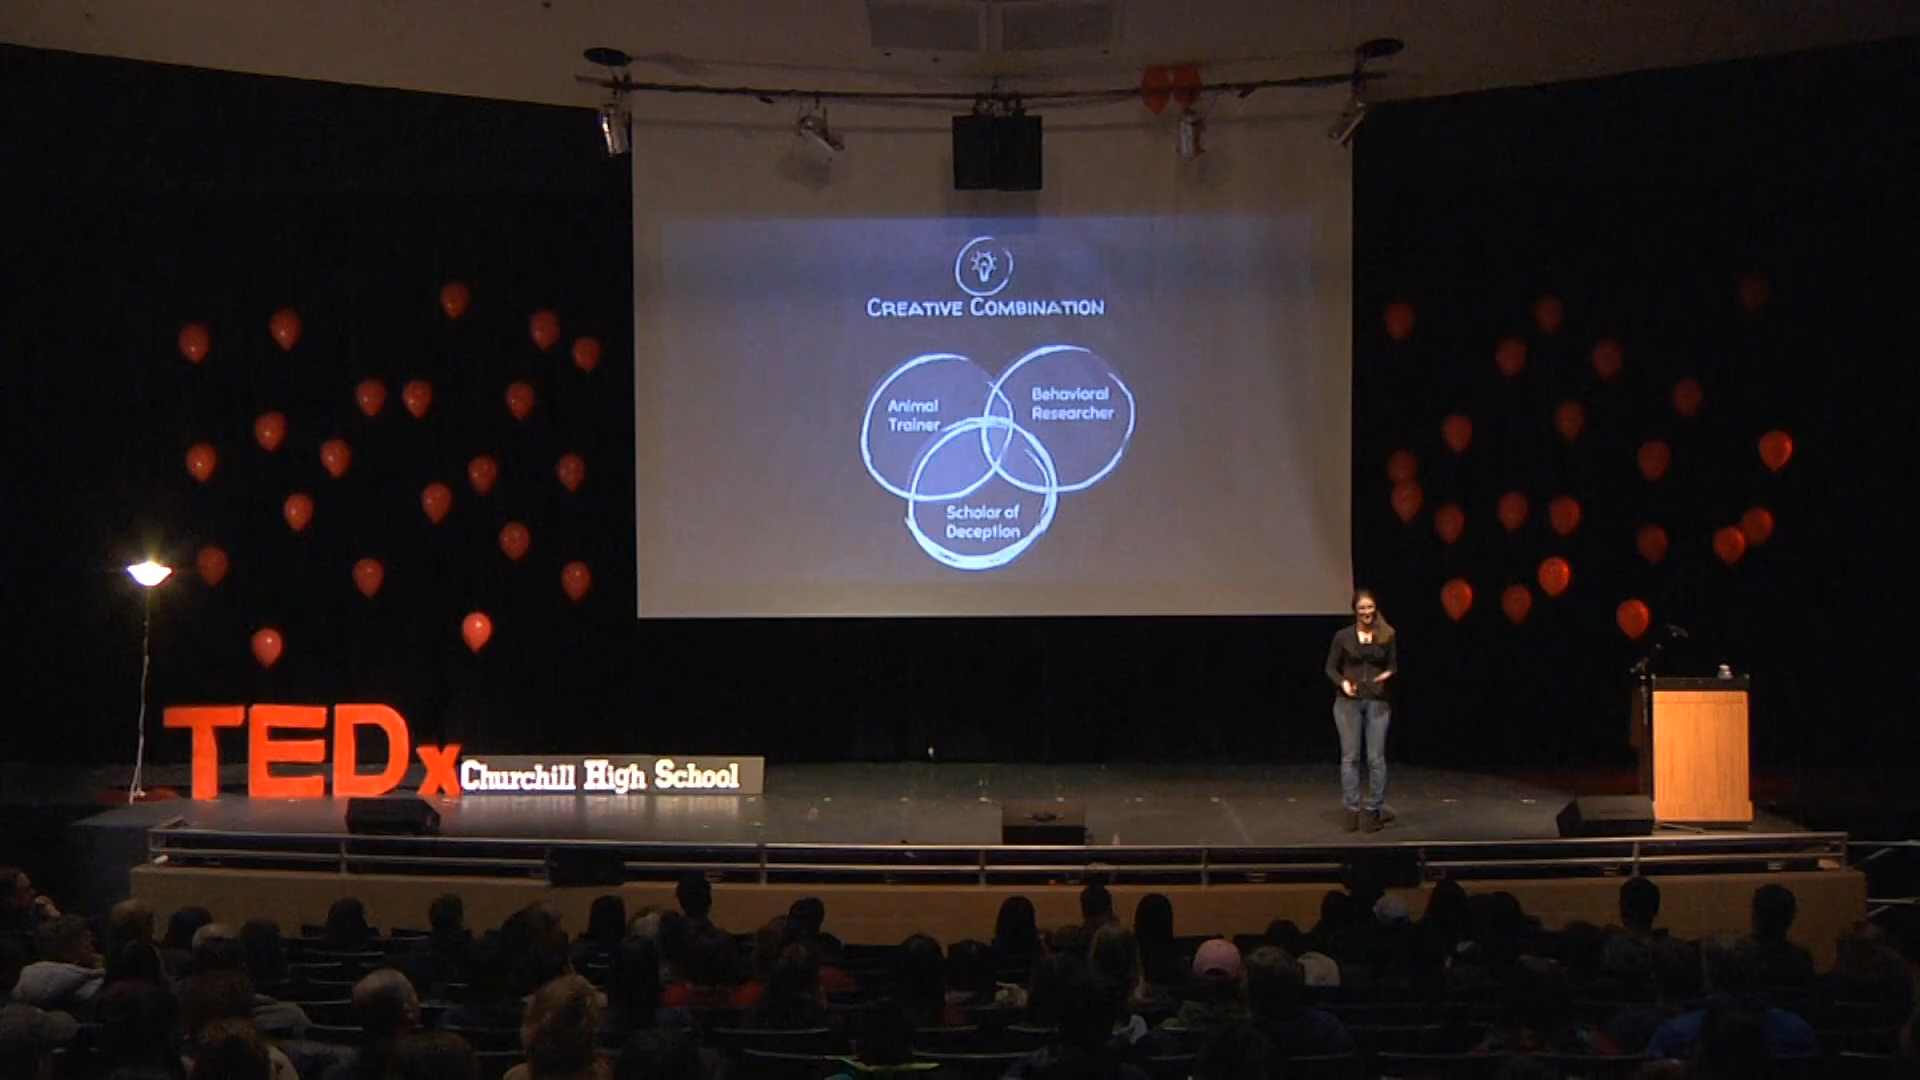 CREATIVE COMBINATION
Animal
Trainer
Behavioral
Researcher
Scholar of
Deception
TEDx
Churchill High School